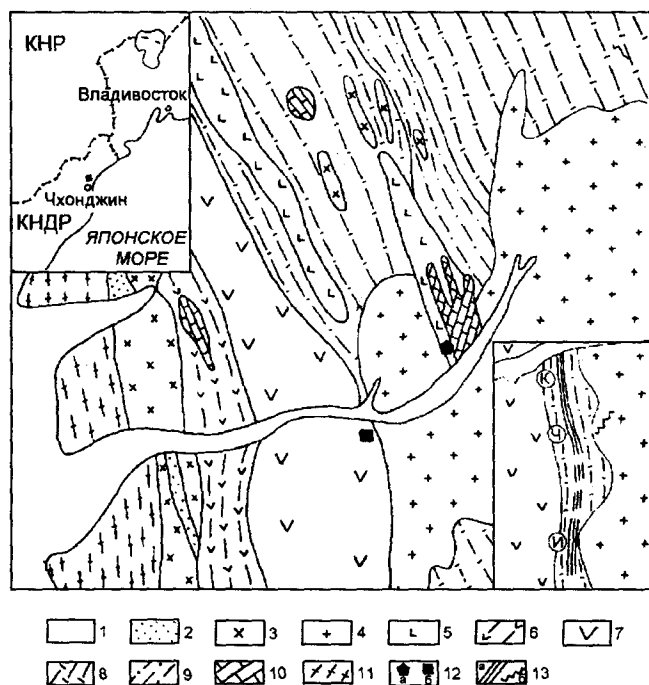 КНР
Владивосток
Чхонджин
КНДР
ЯПОНСКОЕ
МОРЕ
К
Ч
И
1 2 3 4 5 6 7
8 9 10 11 а б 12 13